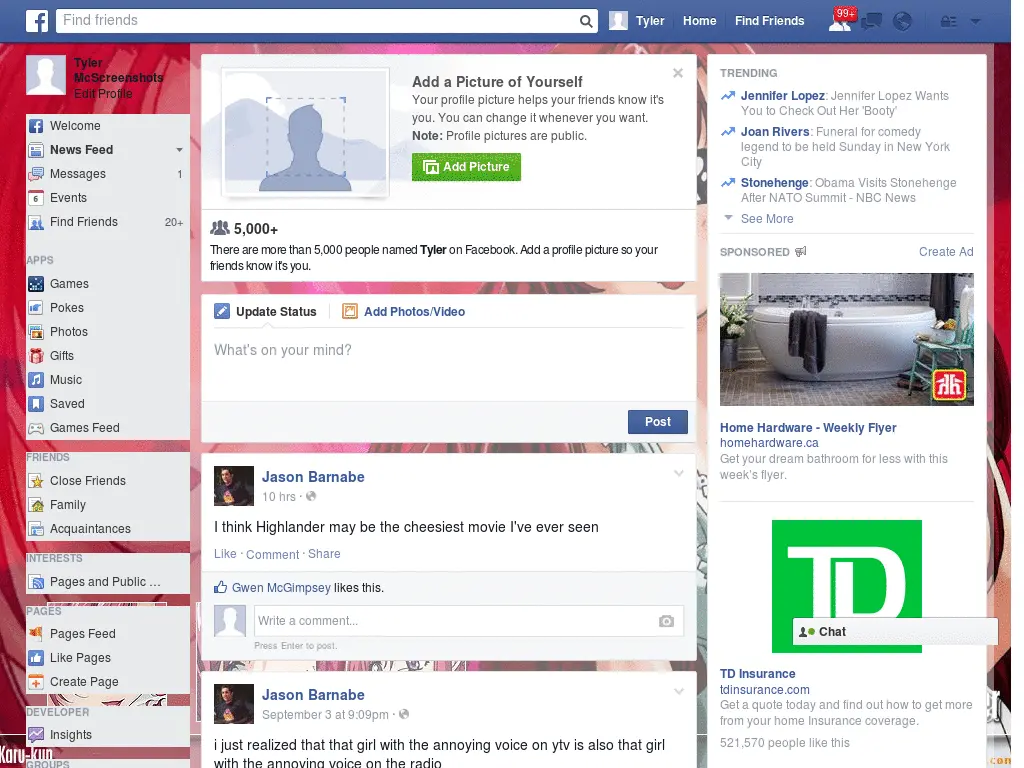 Find friends
Tyler
Home
Find Friends
99+
Tyler
McScreenshots
Edit Profile
Welcome
News Feed
Messages 1
6 Events
Find Friends 20+
APPS
Games
Pokes
Photos
Gifts
Music
Saved
Games Feed
FRIENDS
Close Friends
Family
Acquaintances
INTERESTS
Pages and Public ...
PAGES
Pages Feed
Like Pages
Create Page
DEVELOPER
Insights
GROUPS
Karu-kun
Add a Picture of Yourself
Your profile picture helps your friends know it's
you. You can change it whenever you want.
Note: Profile pictures are public.
Add Picture
5,000+
There are more than 5,000 people named Tyler on Facebook. Add a profile picture so your
friends know it's you.
Update Status
Add Photos/Video
What's on your mind?
Post
Jason Barnabe
10 hrs ·
I think Highlander may be the cheesiest movie I've ever seen
Like · Comment · Share
Gwen McGimpsey likes this.
Write a comment...
Press Enter to post.
Jason Barnabe
September 3 at 9:09pm ·
i just realized that that girl with the annoying voice on ytv is also that girl
with the annoying voice on the radio
TRENDING
Jennifer Lopez: Jennifer Lopez Wants
You to Check Out Her 'Booty'
Joan Rivers: Funeral for comedy
legend to be held Sunday in New York
City
Stonehenge: Obama Visits Stonehenge
After NATO Summit - NBC News
See More
SPONSORED
Create Ad
Home Hardware - Weekly Flyer
homehardware.ca
Get your dream bathroom for less with this
week's flyer.
TD
Chat
TD Insurance
tdinsurance.com
Get a quote today and find out how to get more
from your home Insurance coverage.
521,570 people like this
.com